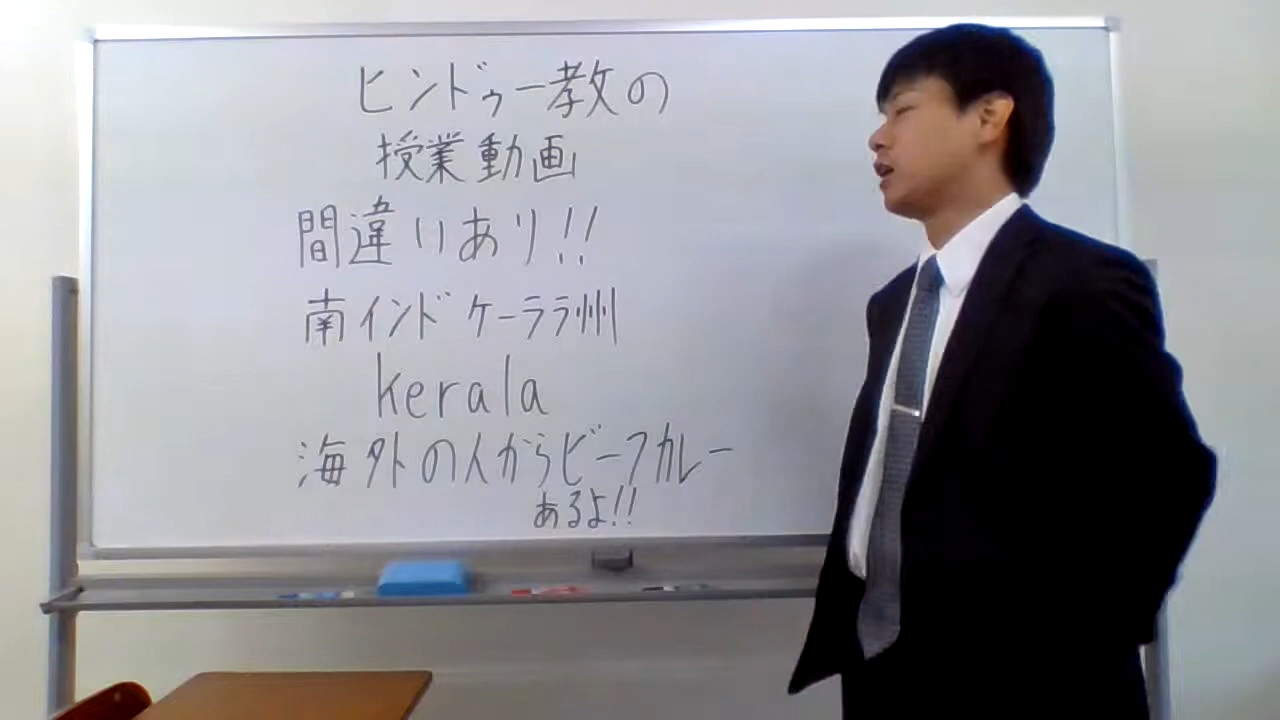 ヒンドゥー教の
授業動画
間違いあり!!
南インドケーララ州
kerala
海外の人からビーフカレー
あるよ!!